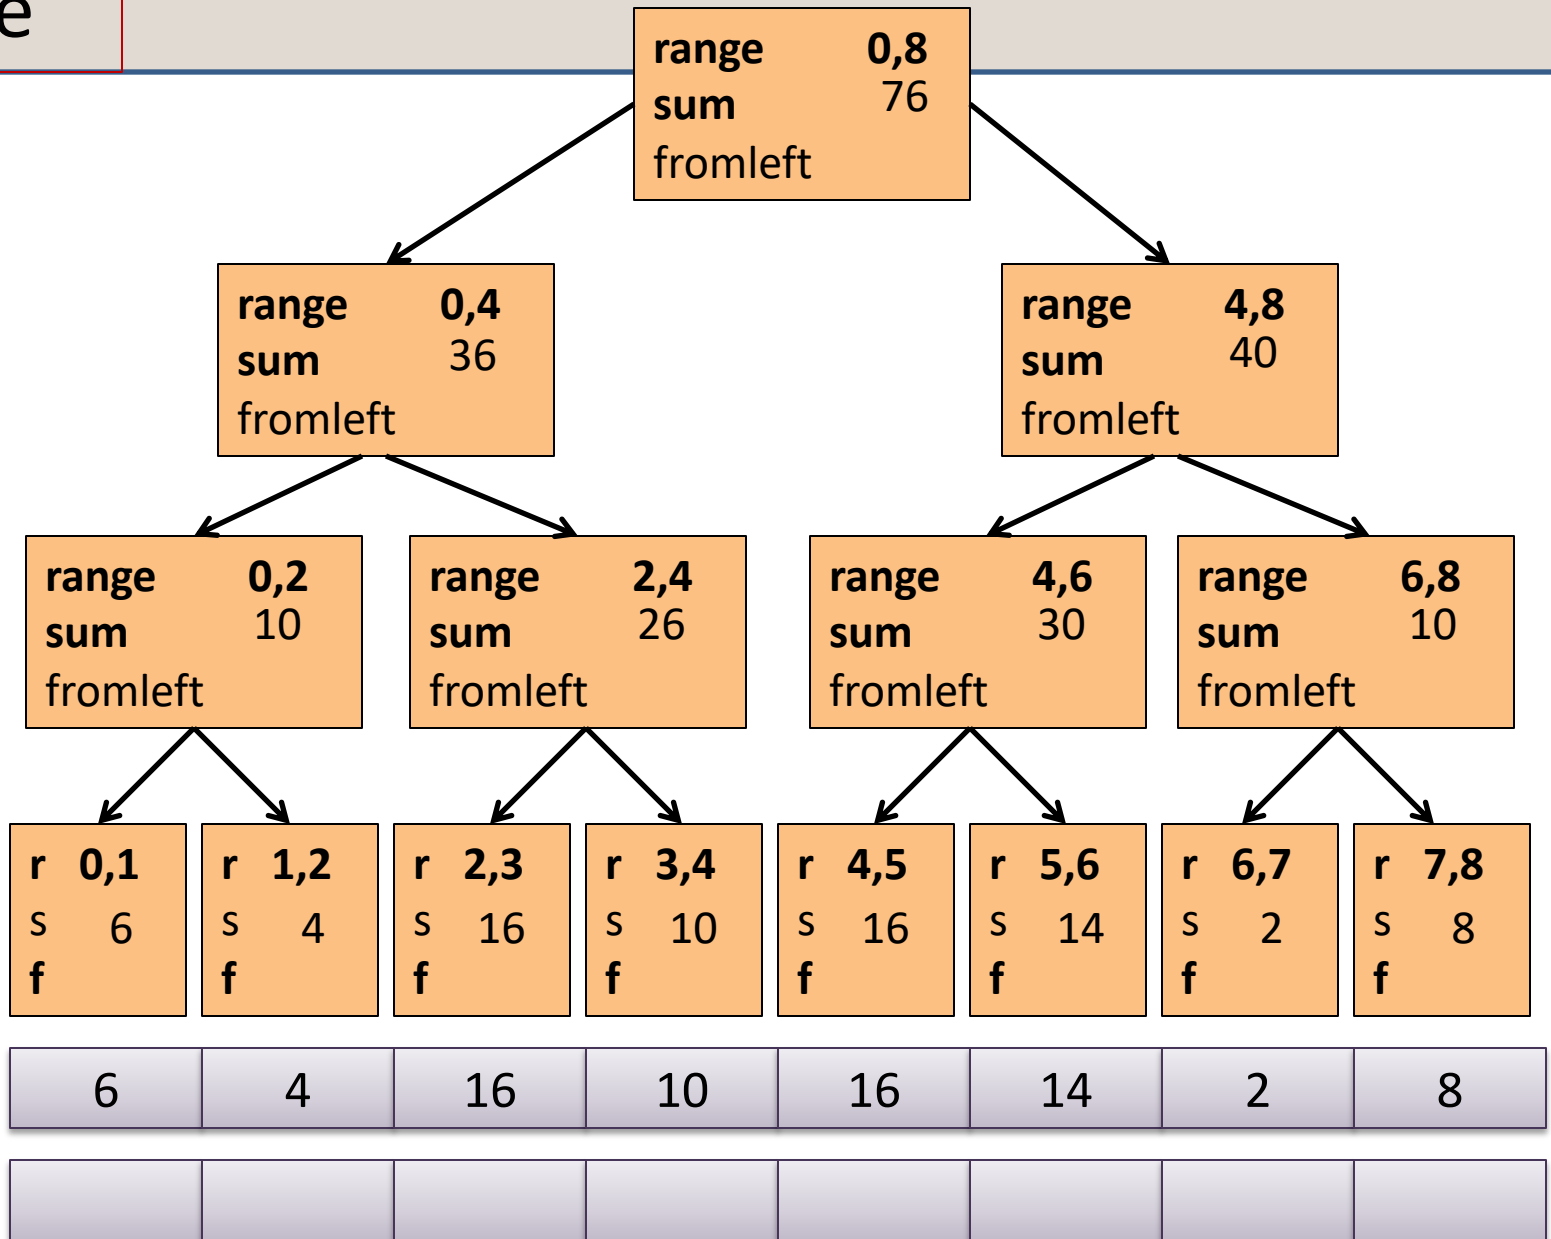 e
range 0,8
sum 76
fromleft
range 0,4
sum 36
fromleft
range 4,8
sum 40
fromleft
range 0,2
sum 10
fromleft
range 2,4
sum 26
fromleft
range 4,6
sum 30
fromleft
range 6,8
sum 10
fromleft
r 0,1
s 6
f
r 1,2
s 4
f
r 2,3
s 16
f
r 3,4
s 10
f
r 4,5
s 16
f
r 5,6
s 14
f
r 6,7
s 2
f
r 7,8
s 8
f
6 4 16 10 16 14 2 8